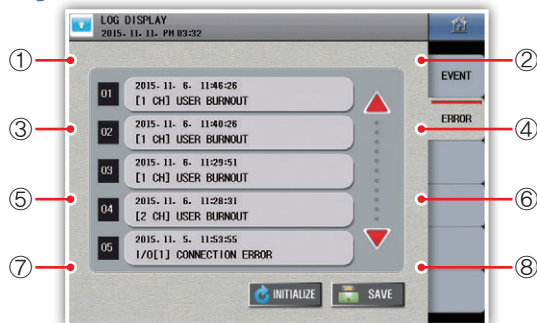 LOG DISPLAY
2015. 11. 11. PM 03:32
① ②
EVENT
01 2015. 11. 6. 11:46:26
[1 CH] USER BURNOUT
ERROR
③ ④
02 2015. 11. 6. 11:40:26
[1 CH] USER BURNOUT
03 2015. 11. 6. 11:29:51
[1 CH] USER BURNOUT
⑤ ⑥
04 2015. 11. 6. 11:28:31
[2 CH] USER BURNOUT
05 2015. 11. 5. 11:53:55
I/O[1] CONNECTION ERROR
⑦ ⑧
INITIALIZE SAVE